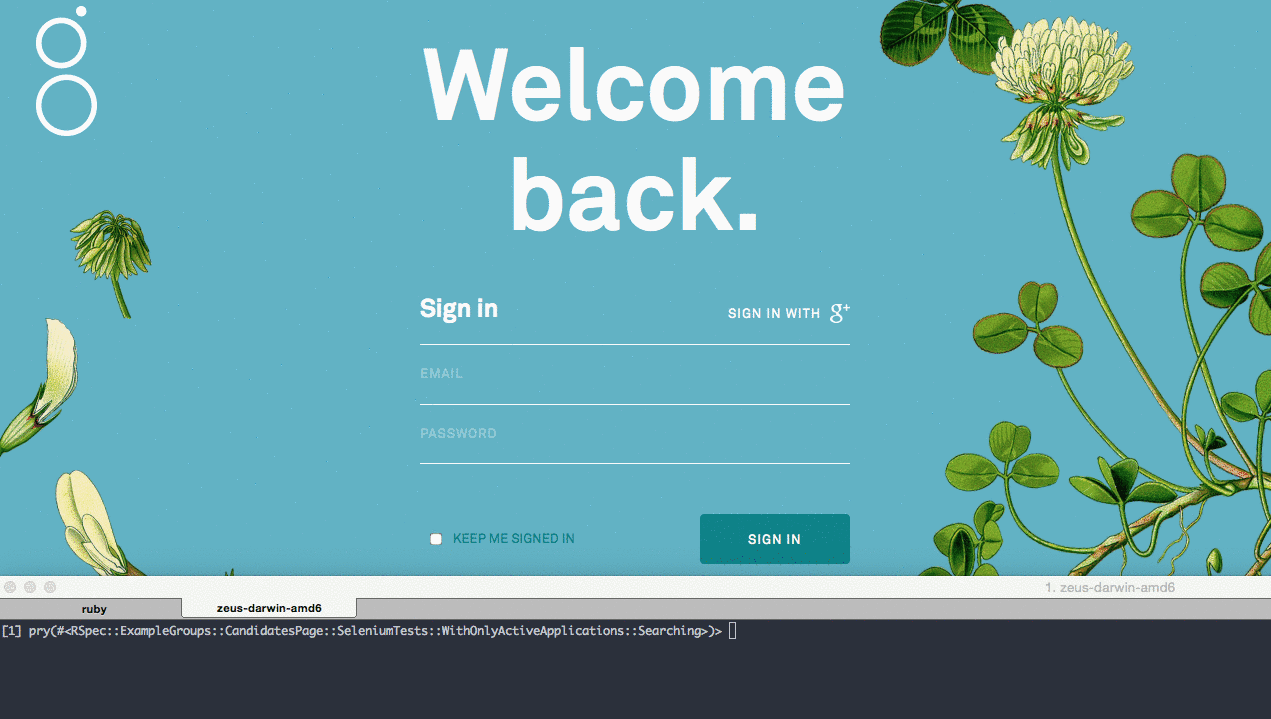 Welcome
back.
Sign in
SIGN IN WITH g+
EMAIL
PASSWORD
KEEP ME SIGNED IN
SIGN IN
1. zeus-darwin-amd6
ruby
zeus-darwin-amd6
[1] pry(#<RSpec::ExampleGroups::CandidatesPage::SeleniumTests::WithOnlyActiveApplications::Searching>)>